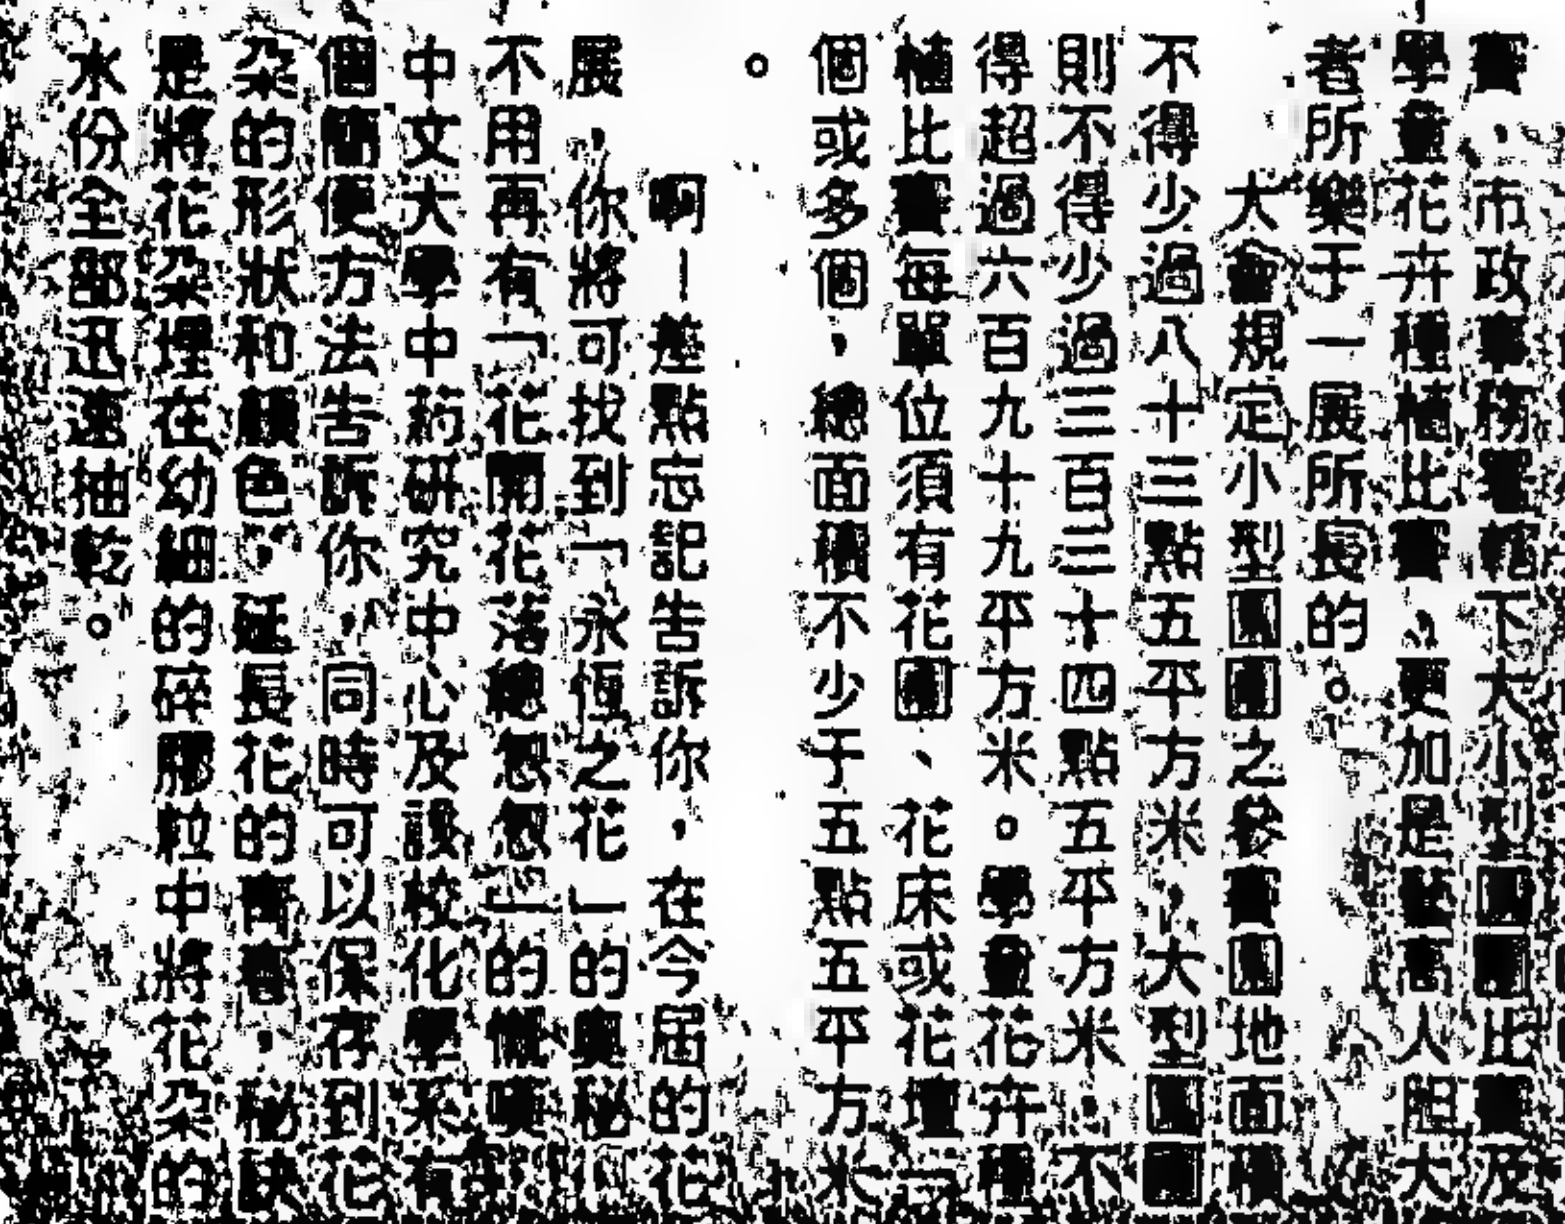 賽，市政事務署轄下大小型公園比賽及
學童花卉種植比賽，更加是藝高人胆大
者所樂于一展所長的。
大會規定小型園圃之參賽園地面積
不得少過八十三點五平方米，大型園圃
則不得少過三百三十四點五平方米，不
得超過六百九十九平方米。學童花卉種
植比賽每單位須有花圃、花床或花壇一
個或多個，總面積不少于五點五平方米
。
啊！差點忘記告訴你，在今屆的花
展，你將可找到「永恆之花」的奧秘，
不用再有「花開花落總怱怱」的慨嘆。
中文大學中葯研究中心及該校化學系有
個簡便方法告訴你，同時可以保存到花
朶的形狀和顏色，延長花的青春，秘訣
是將花朶埋在幼細的碎膠粒中將花朶的
水份全部迅速抽乾。